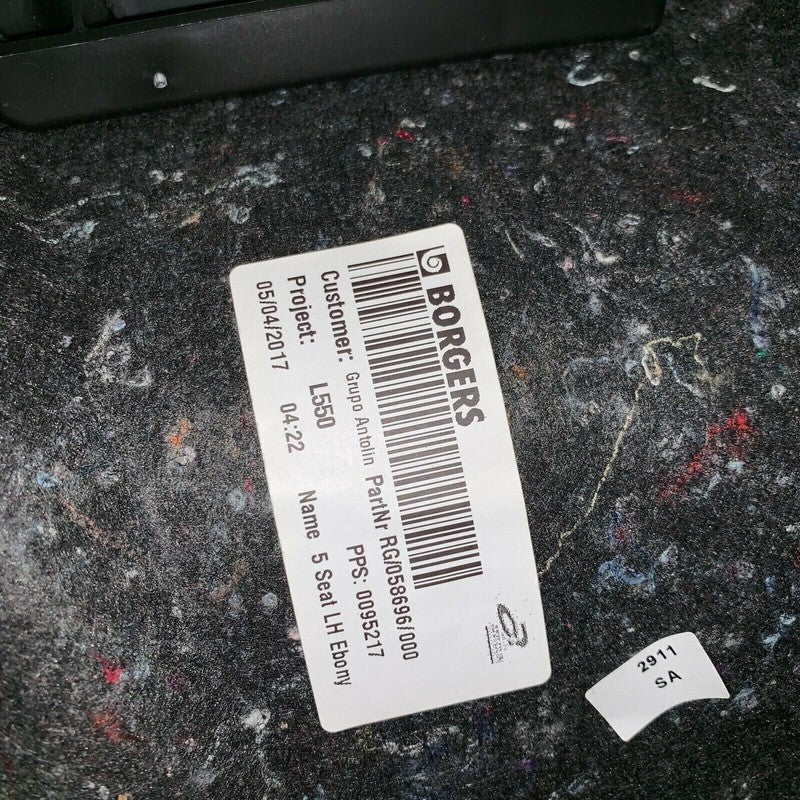 BORGERS
Customer: Grupo Antolin PartNr RG/058696/000
Project: L550 PPS: 0095217
05/04/2017 04:22 Name 5 Seat LH Ebony
2911
SA